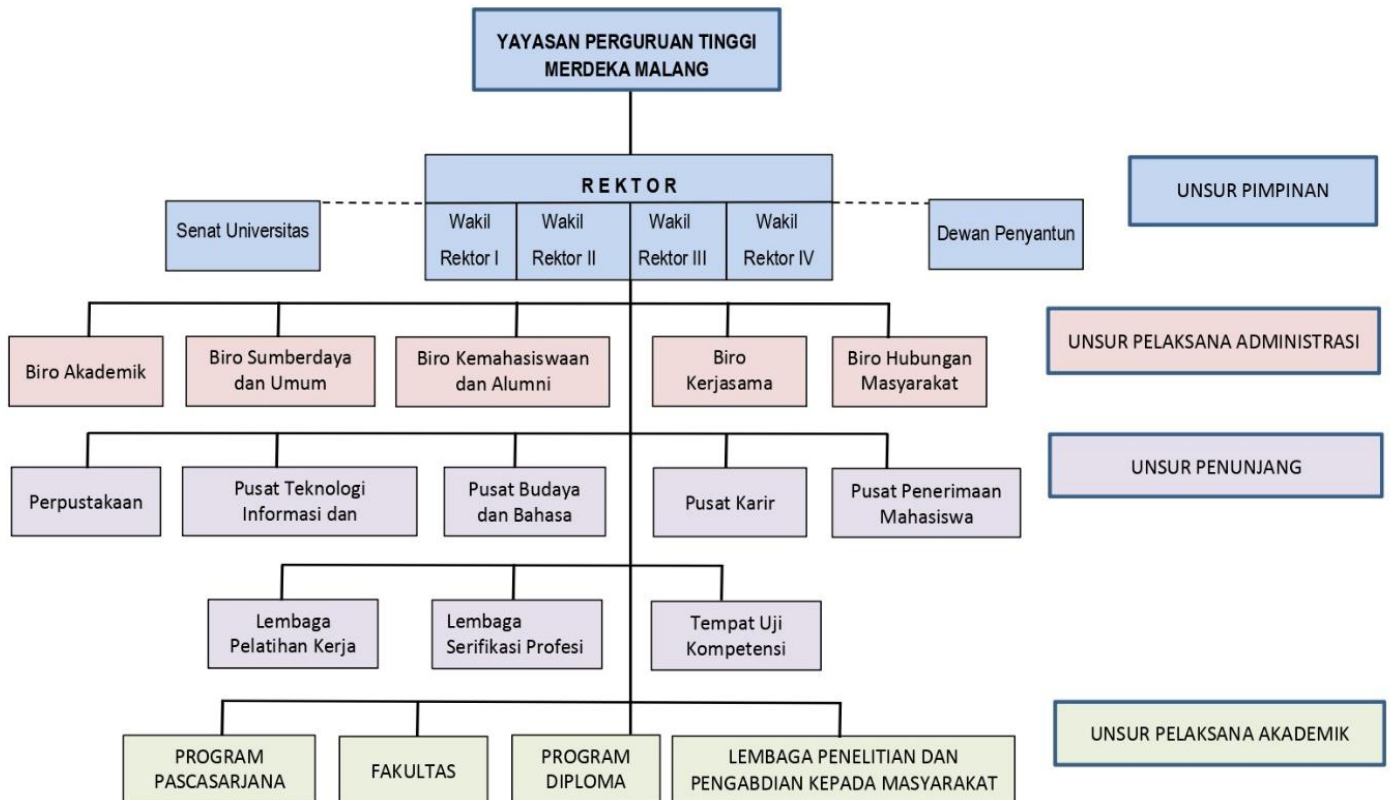 YAYASAN PERGURUAN TINGGI
MERDEKA MALANG
R E K T O R
UNSUR PIMPINAN
Senat Universitas
Wakil
Rektor I
Wakil
Rektor II
Wakil
Rektor III
Wakil
Rektor IV
Dewan Penyantun
UNSUR PELAKSANA ADMINISTRASI
Biro Akademik
Biro Sumberdaya
dan Umum
Biro Kemahasiswaan
dan Alumni
Biro
Kerjasama
Biro Hubungan
Masyarakat
UNSUR PENUNJANG
Perpustakaan
Pusat Teknologi
Informasi dan
Pusat Budaya
dan Bahasa
Pusat Karir
Pusat Penerimaan
Mahasiswa
Lembaga
Pelatihan Kerja
Lembaga
Serifikasi Profesi
Tempat Uji
Kompetensi
UNSUR PELAKSANA AKADEMIK
PROGRAM
PASCASARJANA
FAKULTAS
PROGRAM
DIPLOMA
LEMBAGA PENELITIAN DAN
PENGABDIAN KEPADA MASYARAKAT